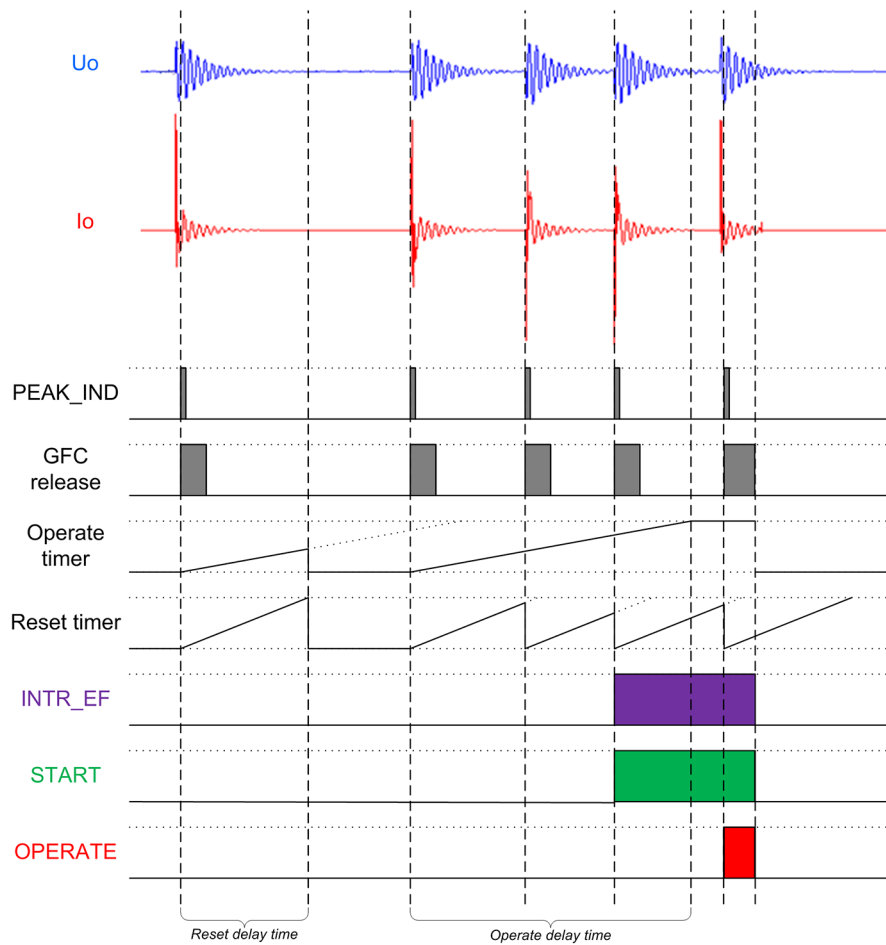 Uo
Io
PEAK_IND
GFC
release
Operate
timer
Reset timer
INTR_EF
START
OPERATE
Reset delay time
Operate delay time